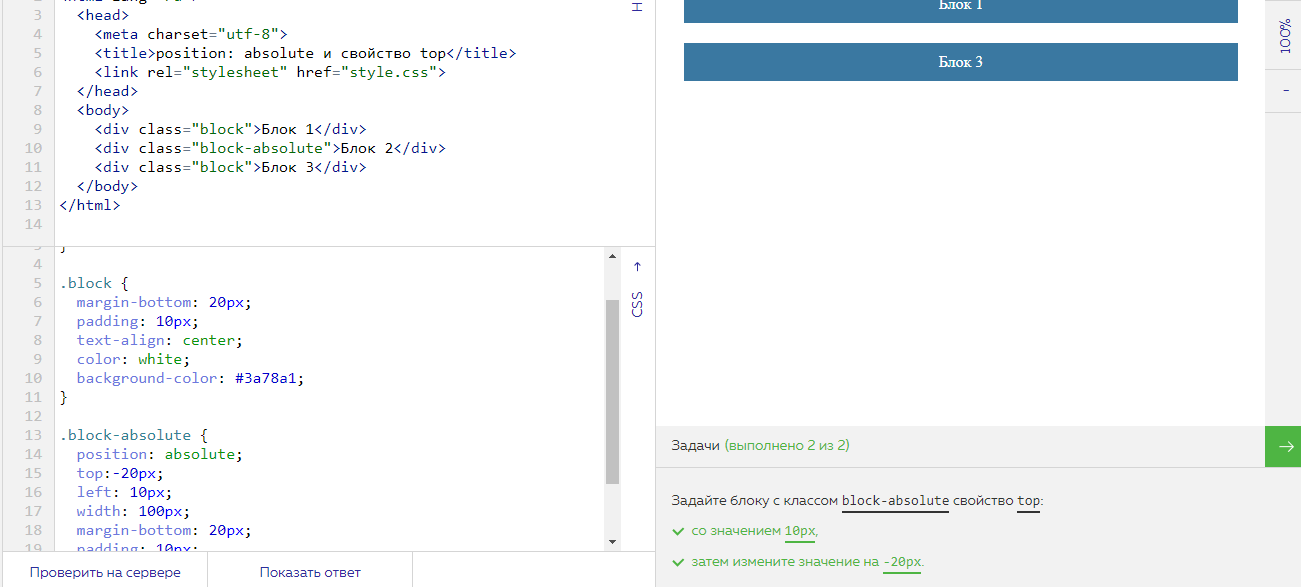 3 <head>
4 <meta charset="utf-8">
5 <title>position: absolute и свойство top</title>
6 <link rel="stylesheet" href="style.css">
7 </head>
8 <body>
9 <div class="block">Блок 1</div>
10 <div class="block-absolute">Блок 2</div>
11 <div class="block">Блок 3</div>
12 </body>
13 </html>
14
}
4
5 .block {
6 margin-bottom: 20px;
7 padding: 10px;
8 text-align: center;
9 color: white;
10 background-color: #3a78a1;
11 }
12
13 .block-absolute {
14 position: absolute;
15 top:-20px;
16 left: 10px;
17 width: 100px;
18 margin-bottom: 20px;
19 padding: 10px;
CSS
Проверить на сервере
Показать ответ
Блок 1
Блок 3
100%
-
Задачи (выполнено 2 из 2)
Задайте блоку с классом block-absolute свойство top:
со значением 10px,
затем измените значение на -20px.